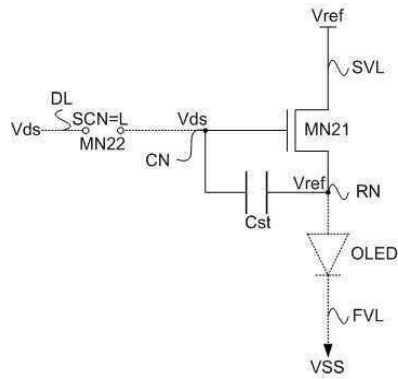 Vref
SVL
DL
SCN=L
Vds
Vds
MN22
MN21
CN
Vref
RN
Cst
OLED
FVL
VSS